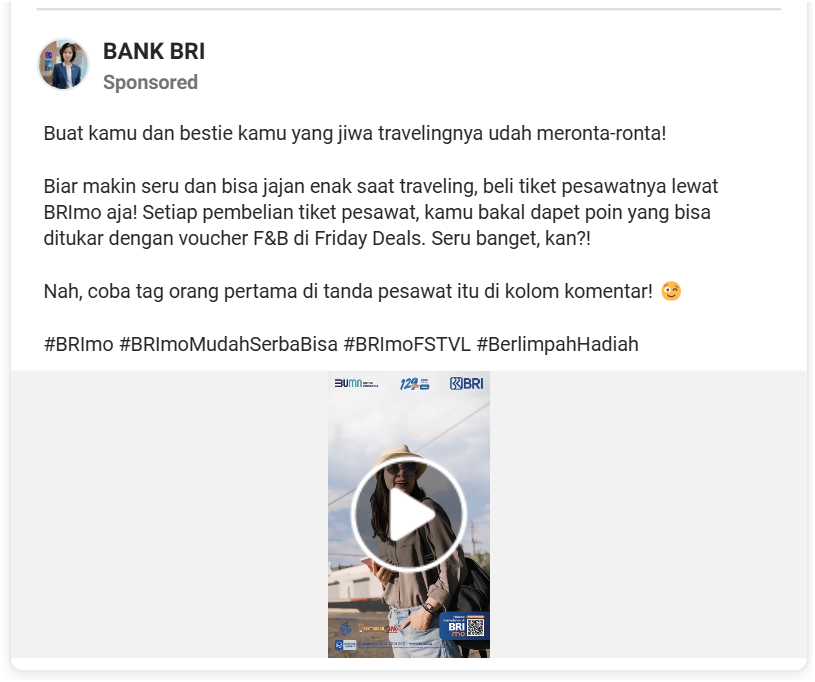 BANK BRI
Sponsored
Buat kamu dan bestie kamu yang jiwa travelingnya udah meronta-ronta!
Biar makin seru dan bisa jajan enak saat traveling, beli tiket pesawatnya lewat
BRImo aja! Setiap pembelian tiket pesawat, kamu bakal dapet poin yang bisa
ditukar dengan voucher F&B di Friday Deals. Seru banget, kan?!
Nah, coba tag orang pertama di tanda pesawat itu di kolom komentar! 😉
#BRImo #BRImoMudahSerbaBisa #BRImoFSTVL #BerlimpahHadiah
BUMN
129
BRI
BRI
mo